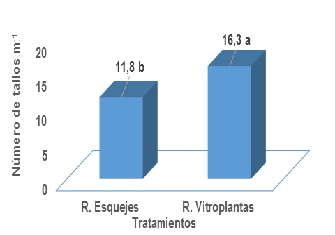 Número de tallos m⁻¹
20
15
10
5
0
11,8 b
16,3 a
R. Esquejes
R. Vitroplantas
Tratamientos